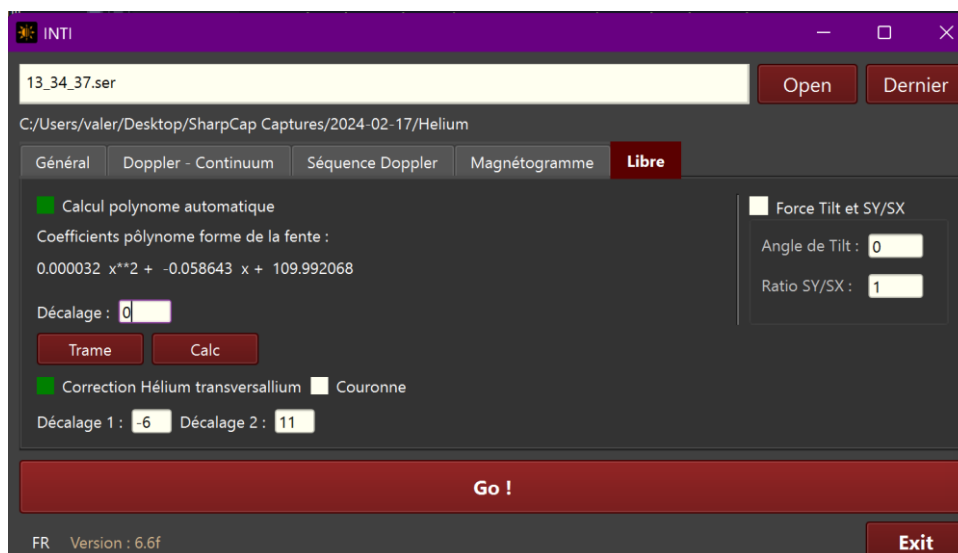 INTI
13_34_37.ser
Open
Dernier
C:/Users/valer/Desktop/SharpCap Captures/2024-02-17/Helium
Général
Doppler - Continuum
Séquence Doppler
Magnétogramme
Libre
Calcul polynome automatique
Coefficients pôlynome forme de la fente :
0.000032 x**2 + -0.058643 x + 109.992068
Décalage : 0
Trame
Calc
Correction Hélium transversallium
Couronne
Décalage 1 : -6 Décalage 2 : 11
Force Tilt et SY/SX
Angle de Tilt : 0
Ratio SY/SX : 1
Go !
FR Version : 6.6f
Exit